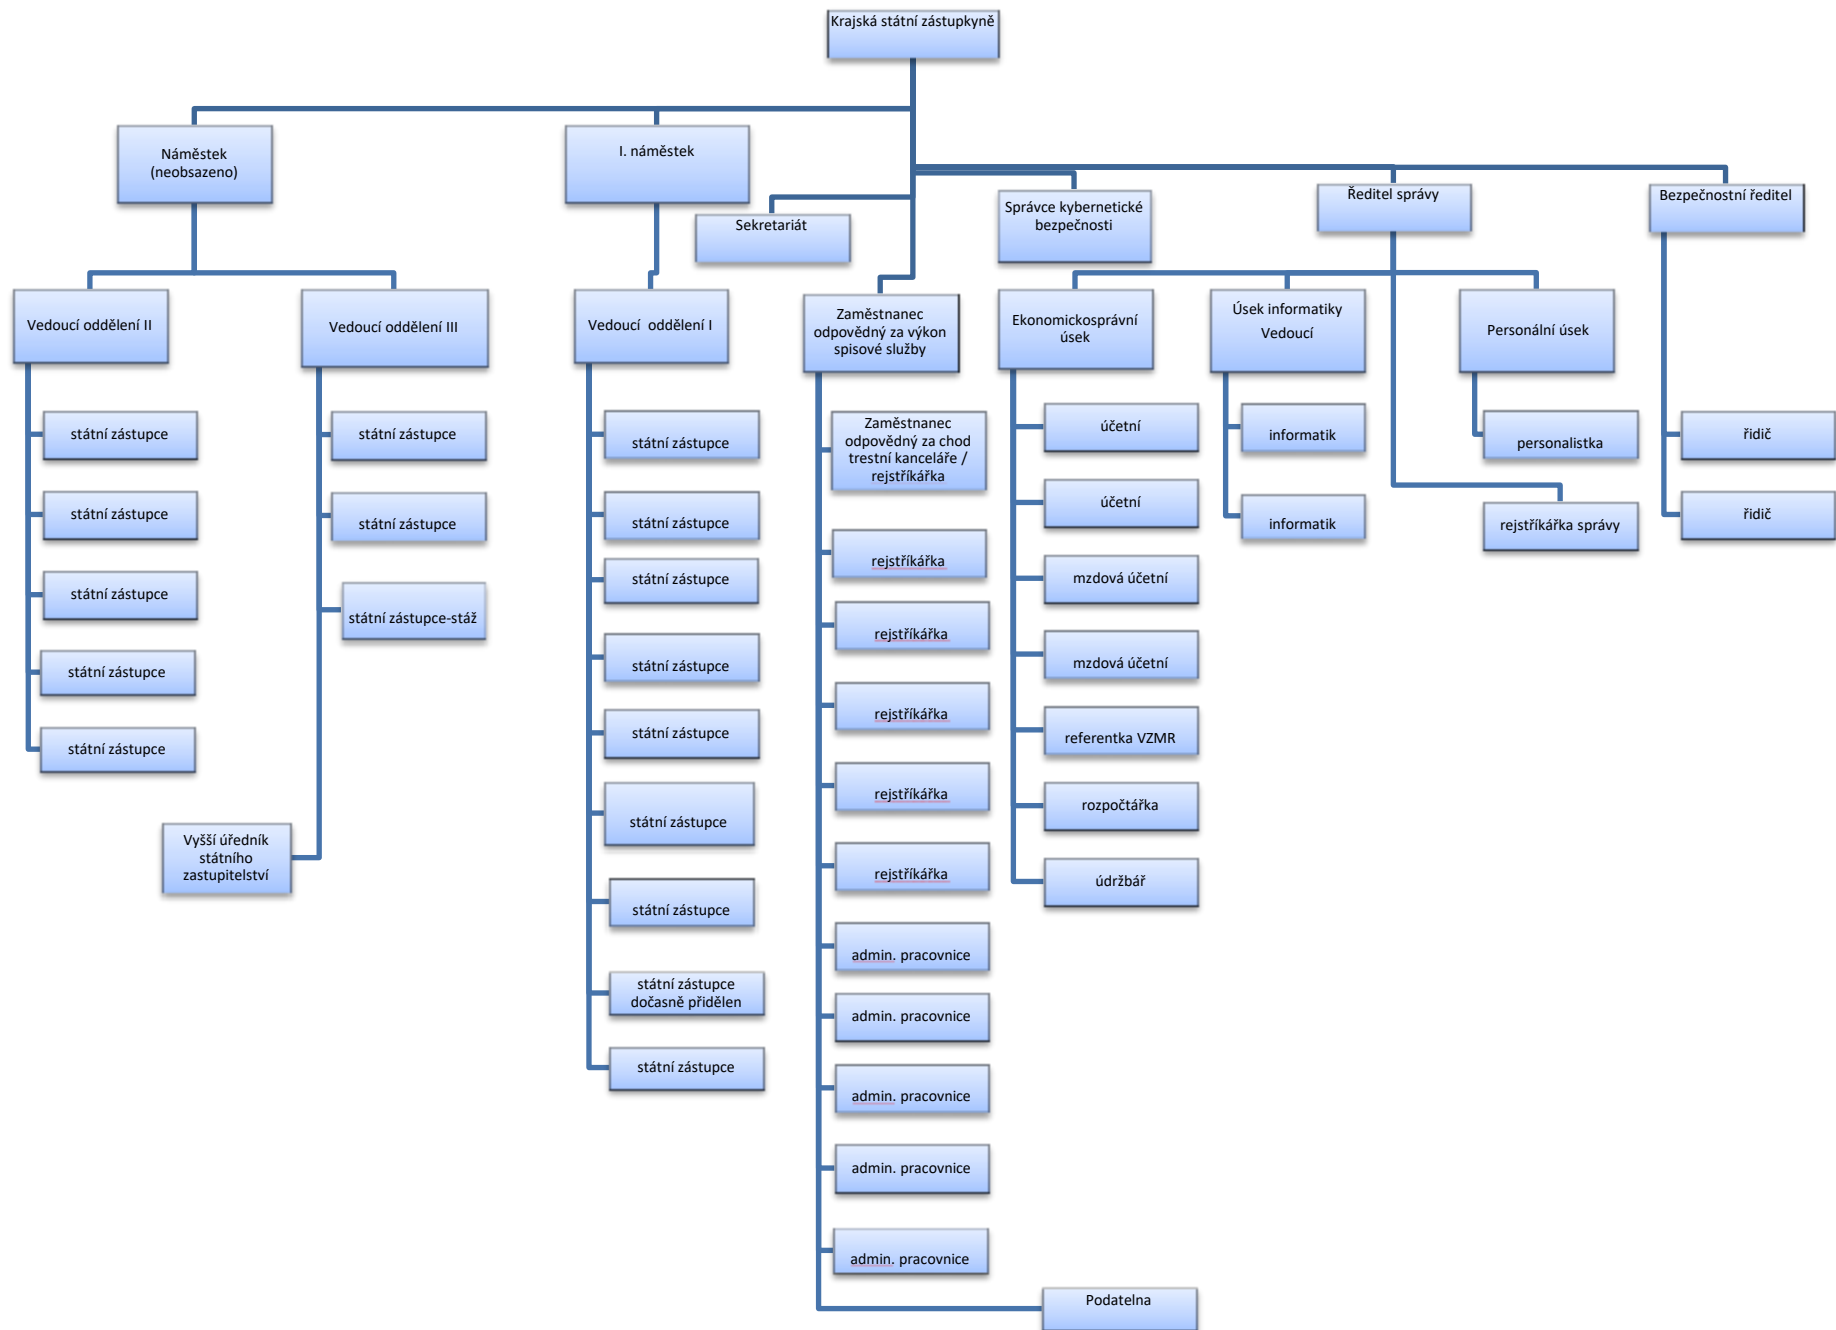 Krajská státní zástupkyně
Náměstek
(neobsazeno)
I. náměstek
Sekretariát
Správce kybernetické
bezpečnosti
Ředitel správy
Bezpečnostní ředitel
Vedoucí oddělení II
Vedoucí oddělení III
Vedoucí  oddělení I
Zaměstnanec
odpovědný za výkon
spisové služby
Ekonomickosprávní
úsek
Úsek informatiky
Vedoucí
Personální úsek
státní zástupce
státní zástupce
státní zástupce
státní zástupce
státní zástupce
státní zástupce
státní zástupce
státní zástupce-stáž
Vyšší úředník
státního
zastupitelství
státní zástupce
státní zástupce
státní zástupce
státní zástupce
státní zástupce
státní zástupce
státní zástupce
státní zástupce
dočasně přidělen
státní zástupce
Zaměstnanec
odpovědný za chod
trestní kanceláře /
rejstříkářka
rejstříkářka
rejstříkářka
rejstříkářka
rejstříkářka
rejstříkářka
admin. pracovnice
admin. pracovnice
admin. pracovnice
admin. pracovnice
admin. pracovnice
Podatelna
účetní
účetní
mzdová účetní
mzdová účetní
referentka VZMR
rozpočtářka
údržbář
informatik
informatik
personalistka
rejstříkářka správy
řidič
řidič